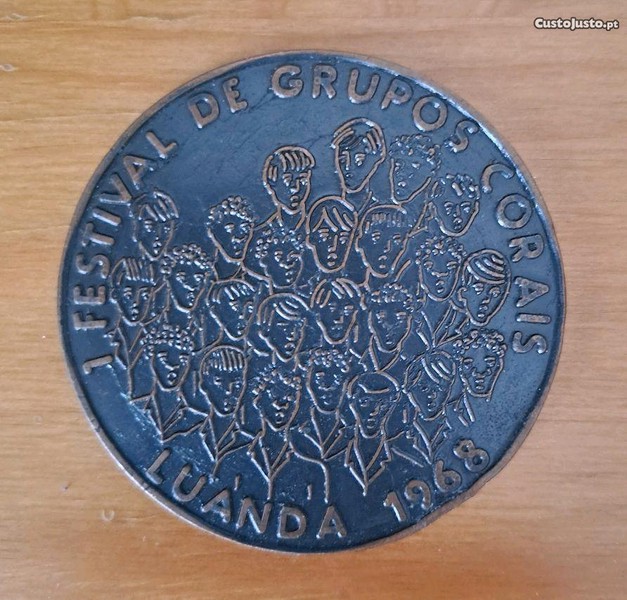 CustoJusto.pt
1 FESTIVAL DE GRUPOS CORAIS
LUANDA 1968